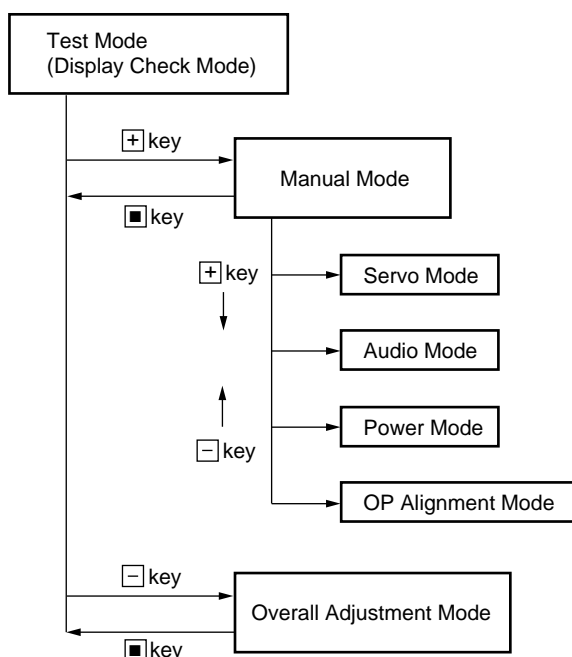 Test Mode
(Display Check Mode)
+ key
Manual Mode
■ key
+ key
Servo Mode
Audio Mode
Power Mode
− key
OP Alignment Mode
− key
Overall Adjustment Mode
■ key